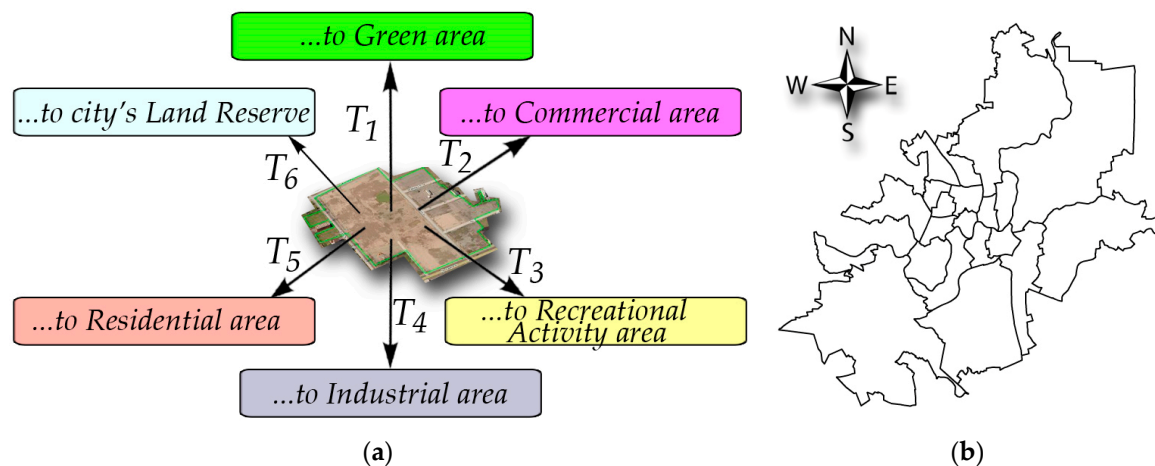 ...to Green area
...to city's Land Reserve
...to Commercial area
T1
T2
T6
T5
T3
T4
...to Residential area
...to Recreational
Activity area
...to Industrial area
(a)
N
W
E
S
(b)